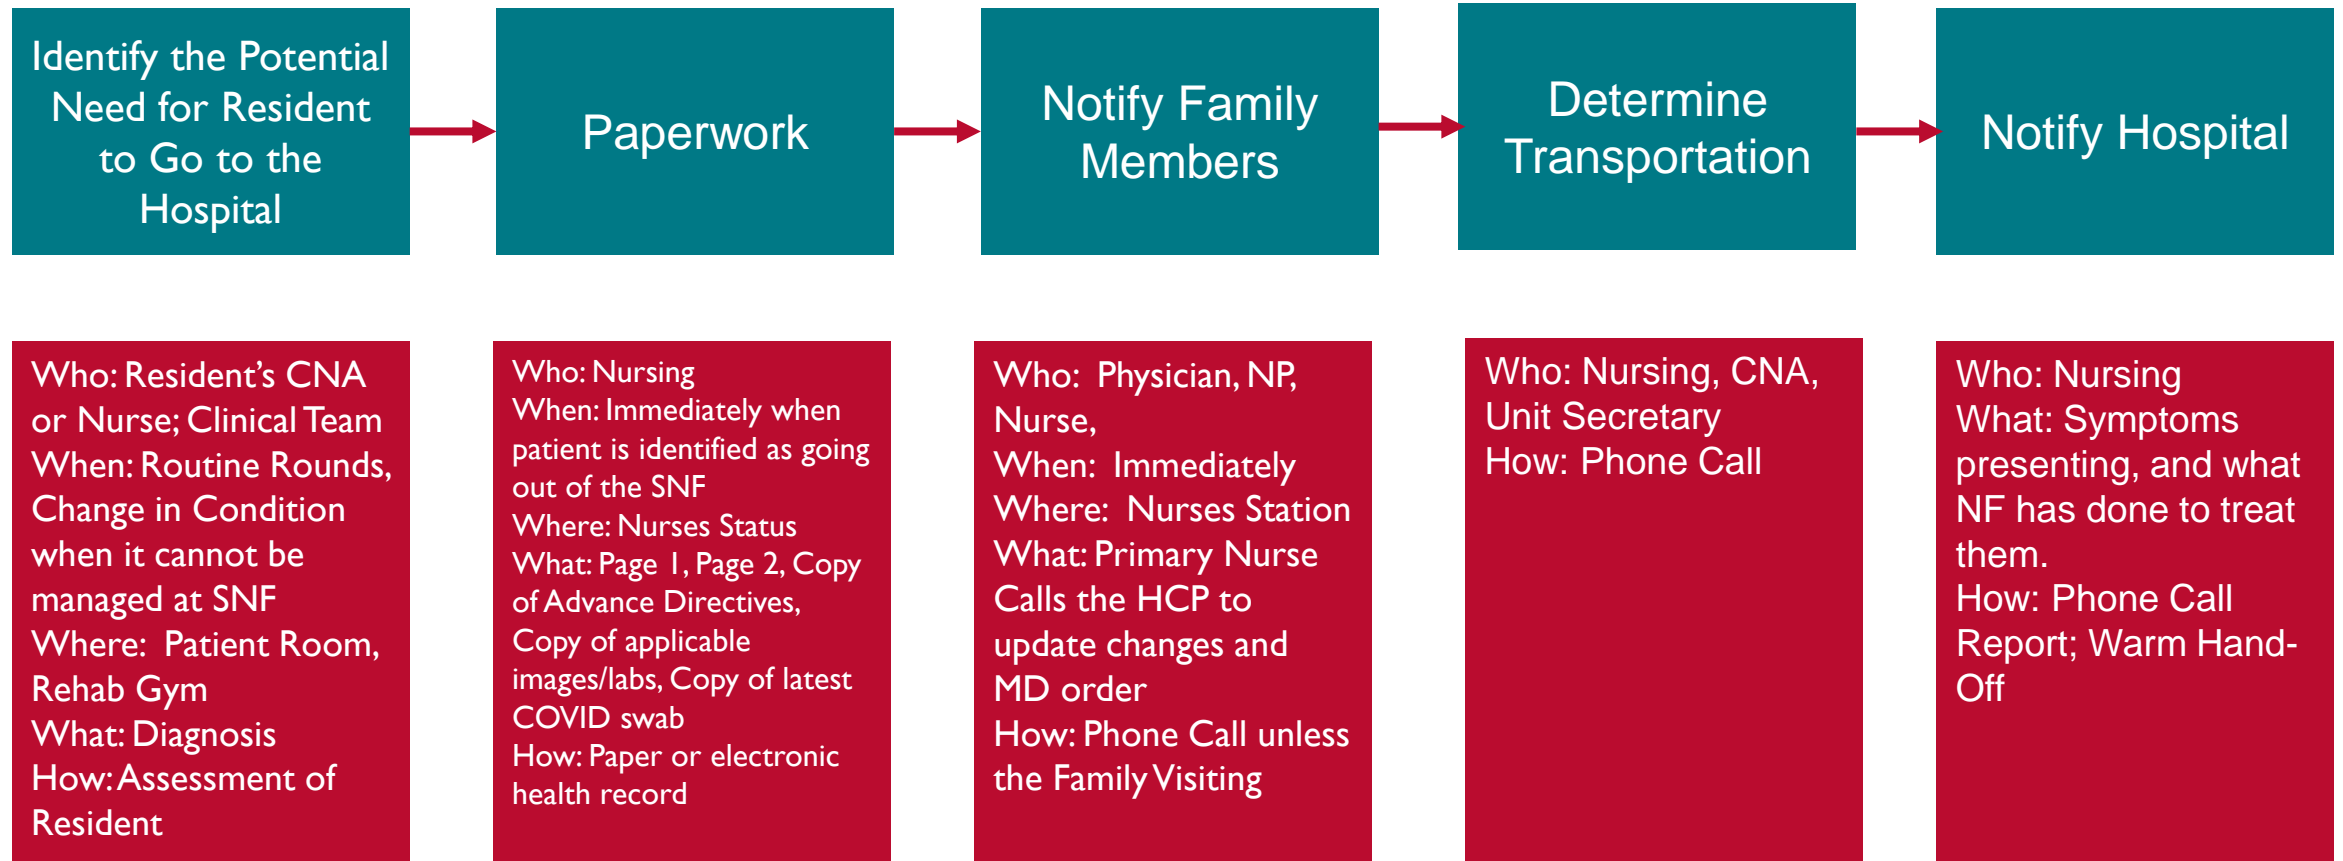 Identify the Potential
Need for Resident
to Go to the
Hospital
Paperwork
Notify Family
Members
Determine
Transportation
Notify Hospital
Who: Resident's CNA
or Nurse; Clinical Team
When: Routine Rounds,
Change in Condition
when it cannot be
managed at SNF
Where: Patient Room,
Rehab Gym
What: Diagnosis
How: Assessment of
Resident
Who: Nursing
When: Immediately when
patient is identified as going
out of the SNF
Where: Nurses Status
What: Page 1, Page 2, Copy
of Advance Directives,
Copy of applicable
images/labs, Copy of latest
COVID swab
How: Paper or electronic
health record
Who: Physician, NP,
Nurse,
When: Immediately
Where: Nurses Station
What: Primary Nurse
Calls the HCP to
update changes and
MD order
How: Phone Call unless
the Family Visiting
Who: Nursing, CNA,
Unit Secretary
How: Phone Call
Who: Nursing
What: Symptoms
presenting, and what
NF has done to treat
them.
How: Phone Call
Report; Warm Hand-
Off